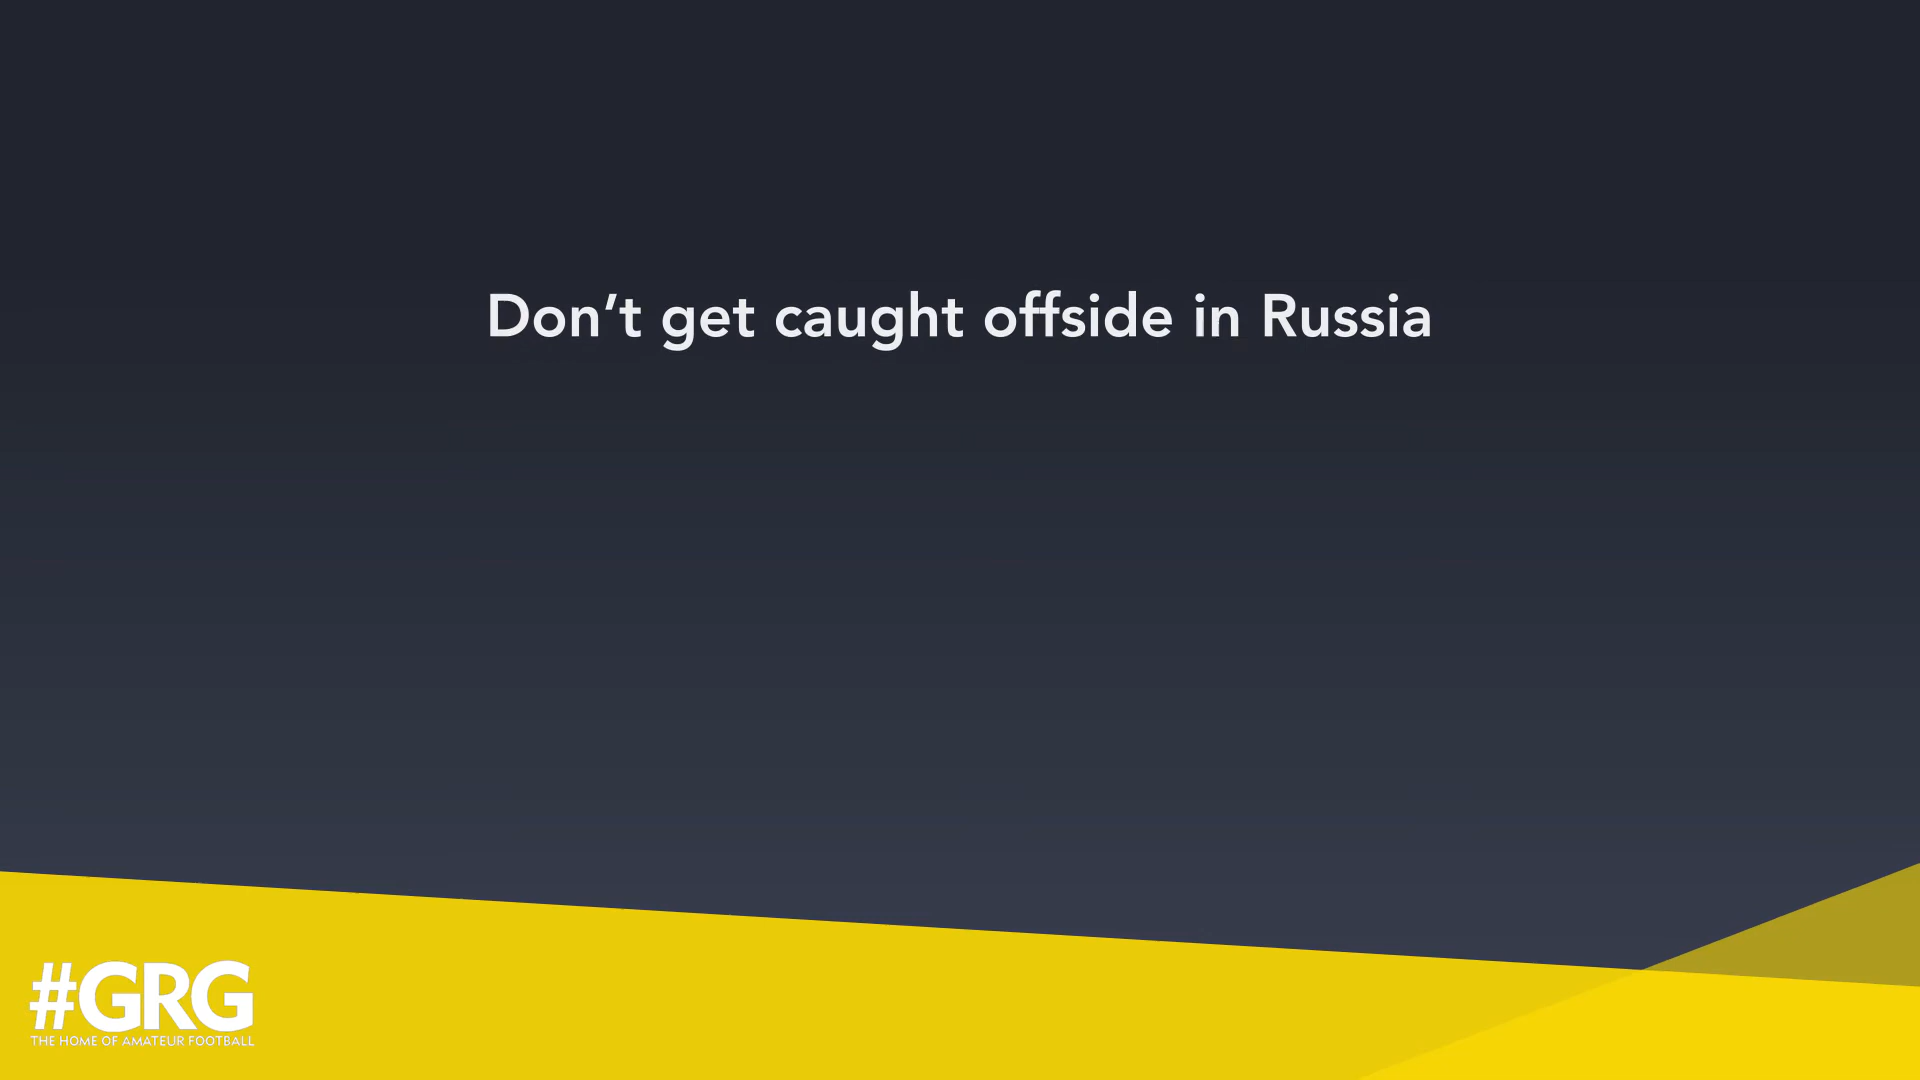 Don’t get caught offside in Russia
#GRG
THE HOME OF AMATEUR FOOTBALL